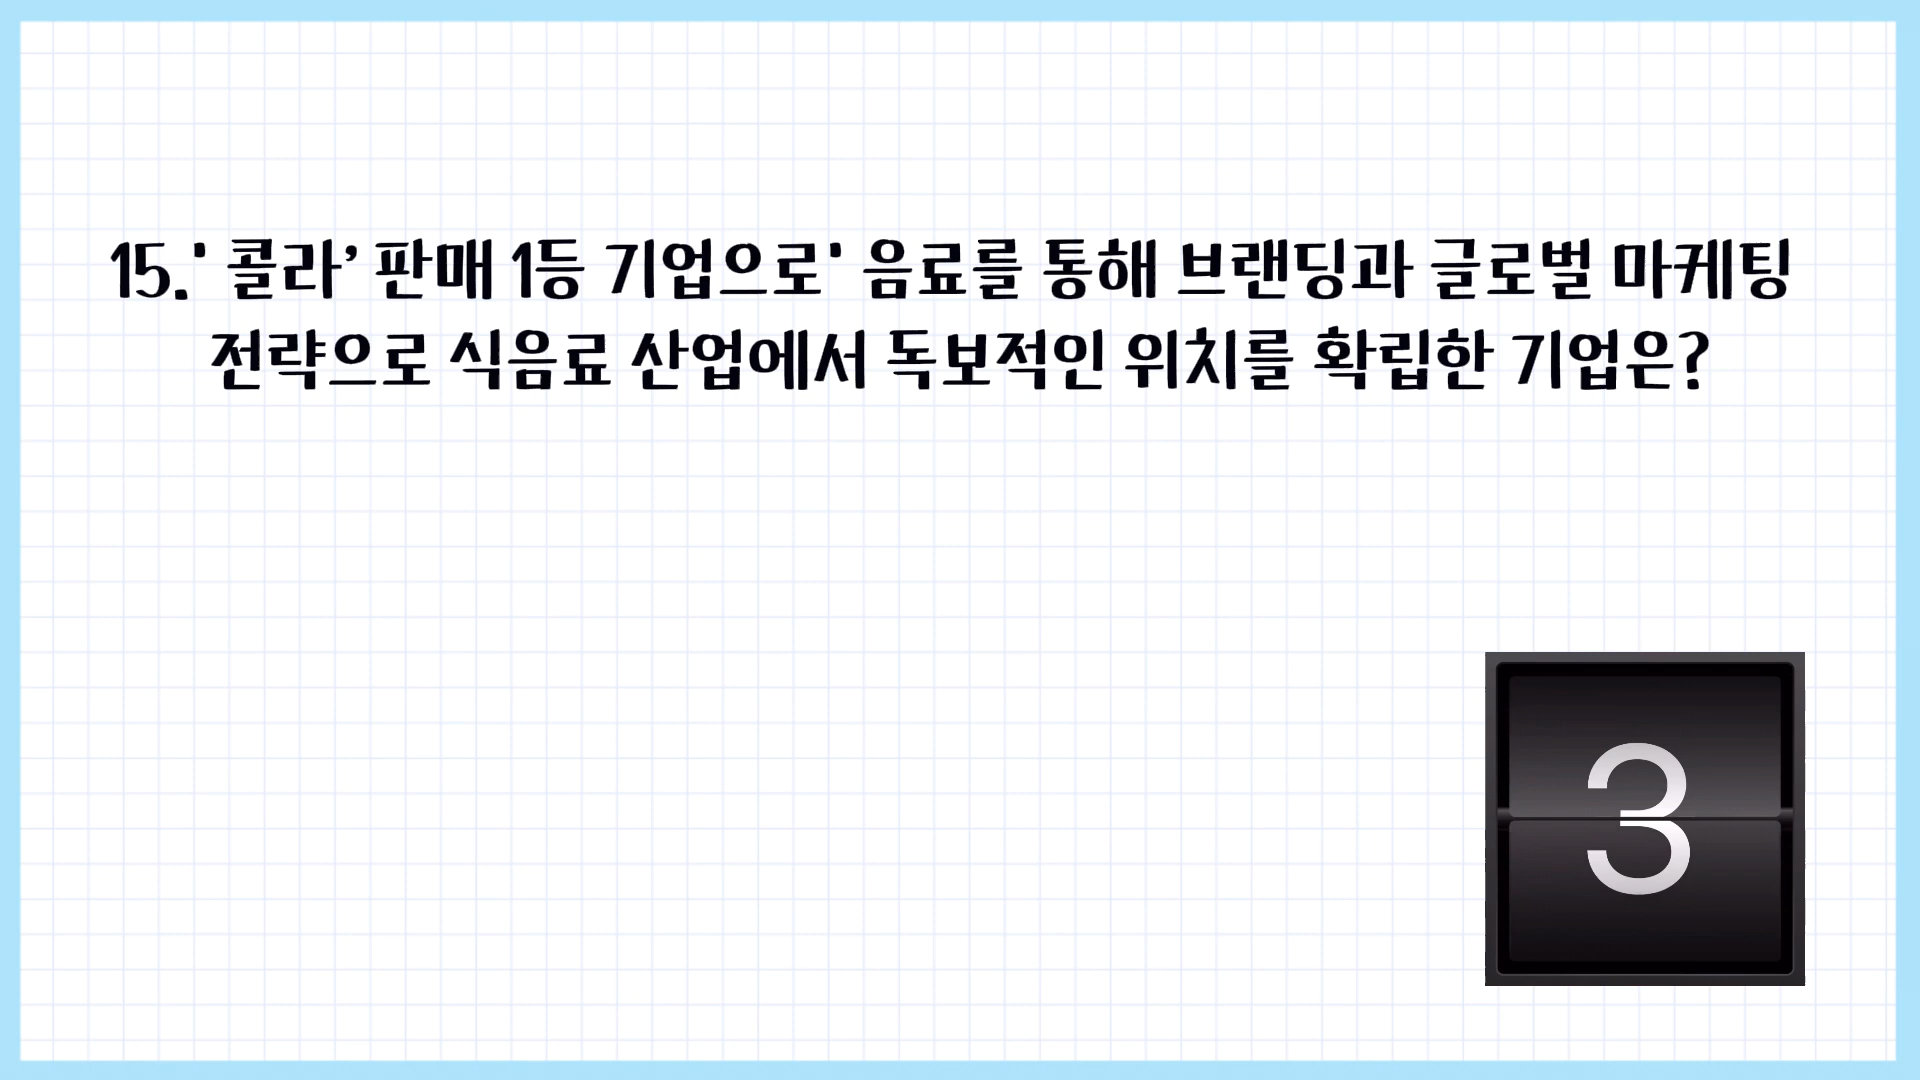 15.‘ 콜라’ 판매 1등 기업으로‘ 음료를 통해 브랜딩과 글로벌 마케팅
전략으로 식음료 산업에서 독보적인 위치를 확립한 기업은?
3